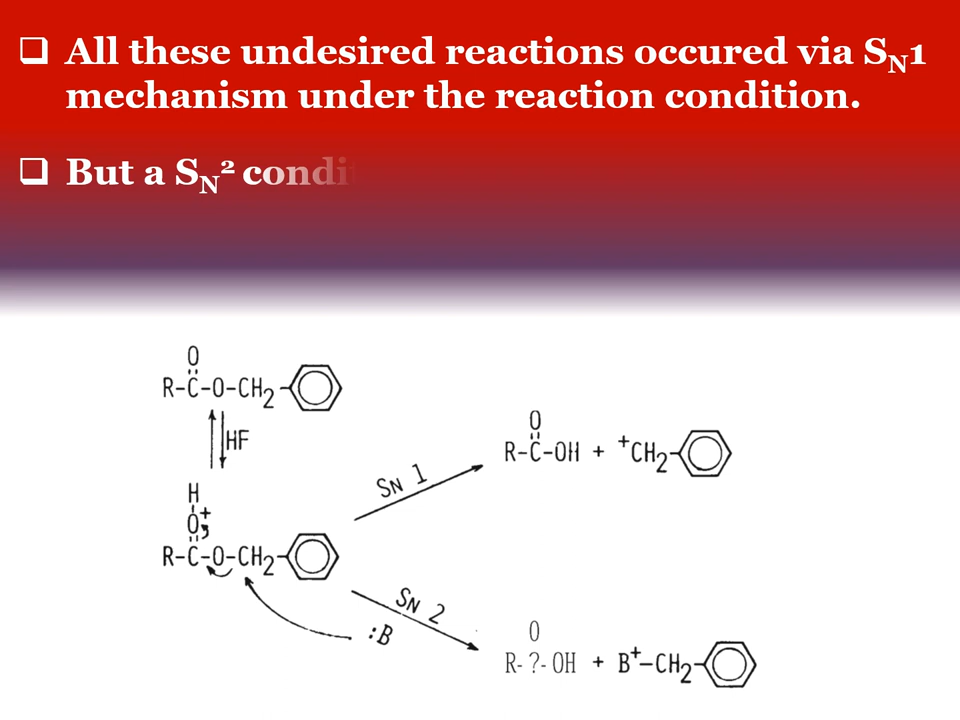 ❑ All these undesired reactions occured via SN1
mechanism under the reaction condition.
❑ But a SN² condi
O
R-C-O-CH2
HF
H
O+
R-C-O-CH2
SN 1
O
R-C-OH + +CH2
SN 2
:B
O
R- ?- OH + B+-CH2